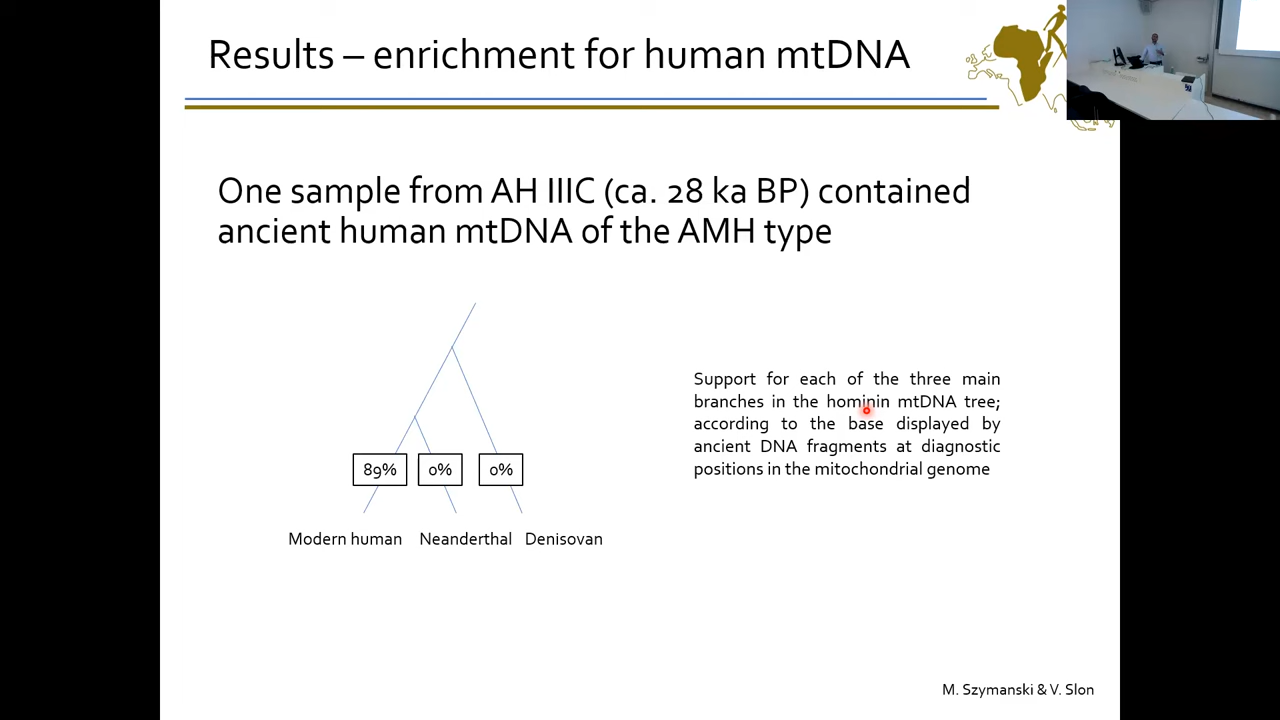 Results – enrichment for human mtDNA
One sample from AH IIIC (ca. 28 ka BP) contained
ancient human mtDNA of the AMH type
Support for each of the three main
branches in the hominin mtDNA tree;
according to the base displayed by
ancient DNA fragments at diagnostic
positions in the mitochondrial genome
89% 0% 0%
Modern human Neanderthal Denisovan
M. Szymanski & V. Slon